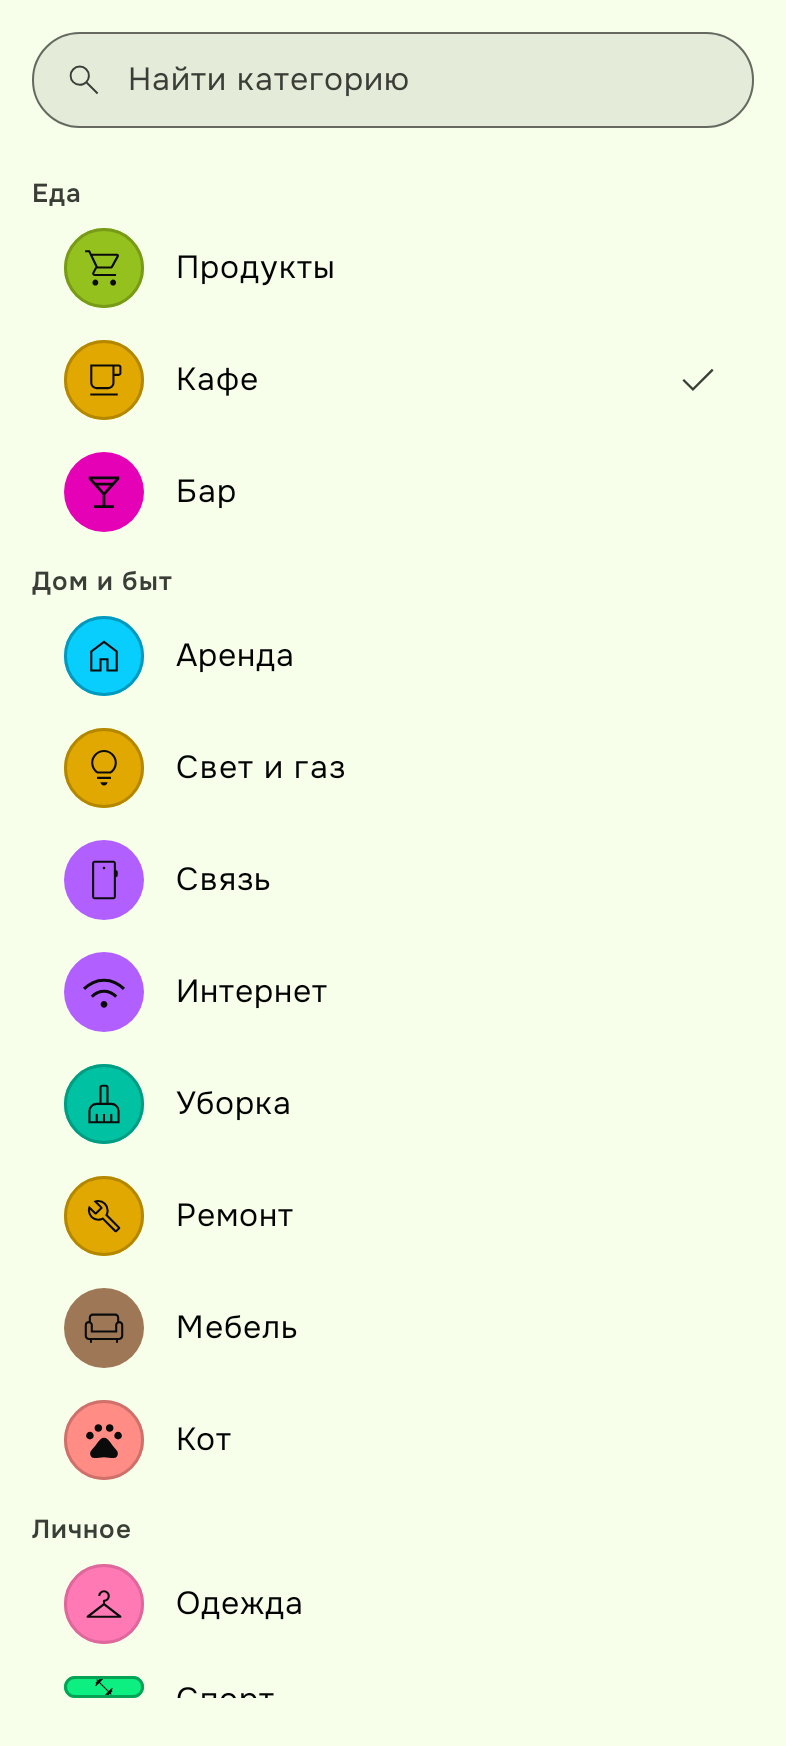 Найти категорию
Еда
Продукты
Кафе
Бар
Дом и быт
Аренда
Свет и газ
Связь
Интернет
Уборка
Ремонт
Мебель
Кот
Личное
Одежда
Спорт